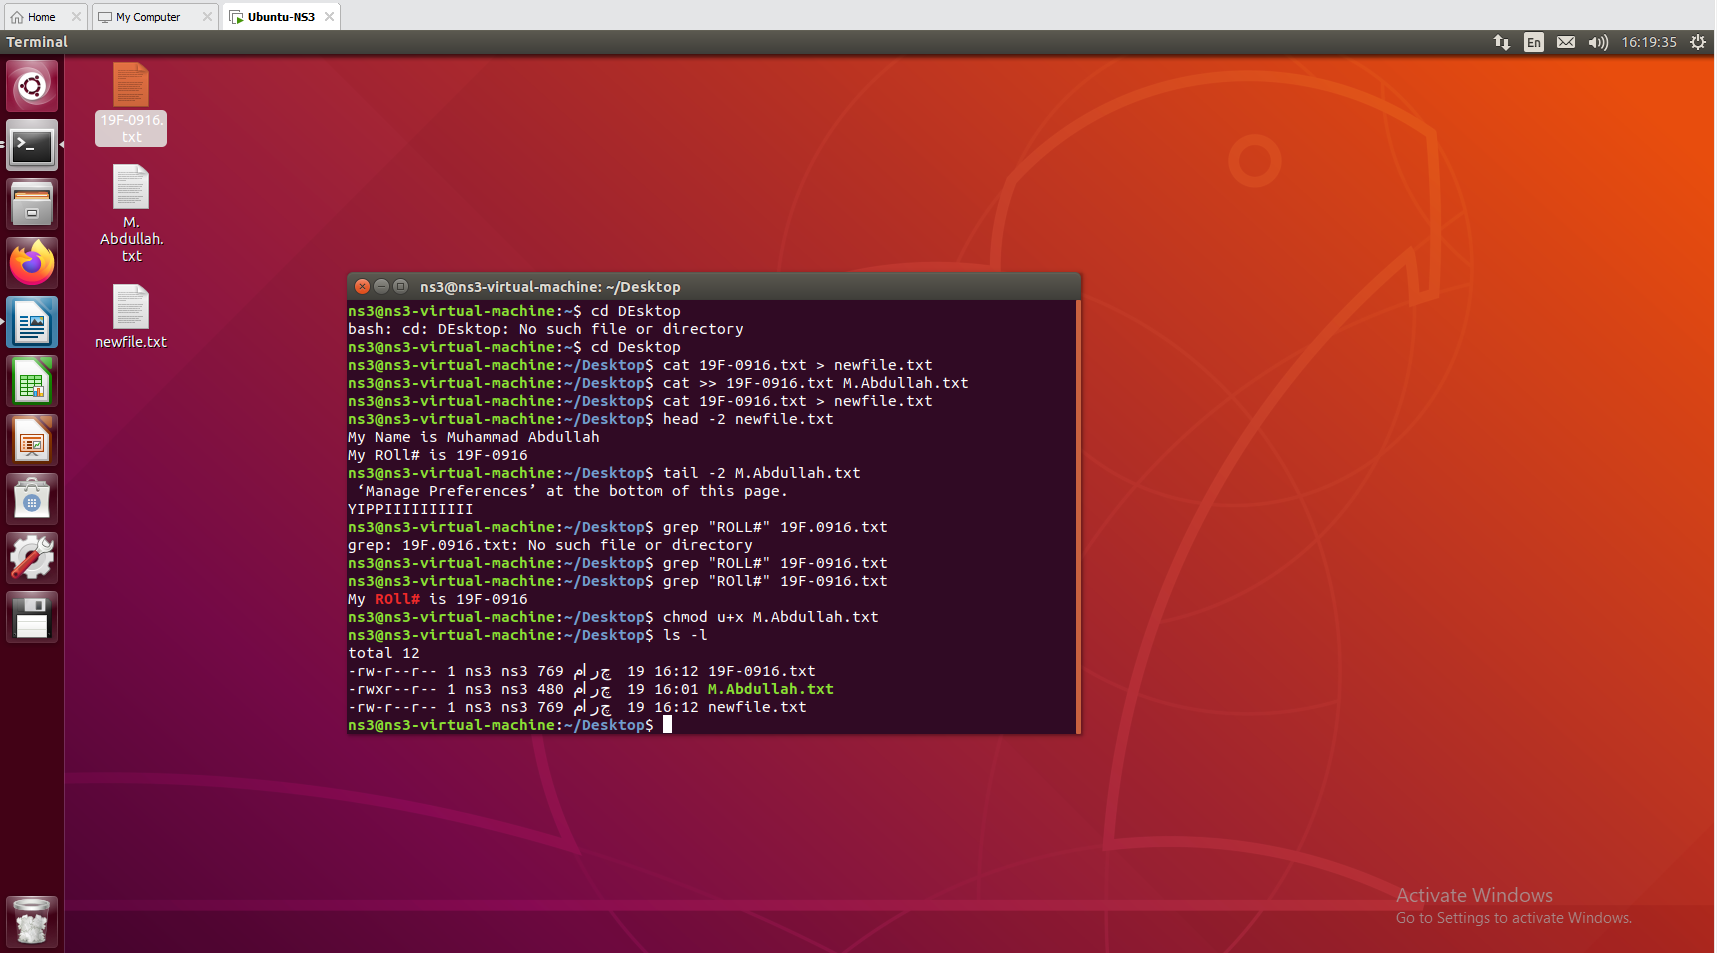 Home
My Computer
Ubuntu-NS3
Terminal
En
16:19:35
19F-0916.
txt
M.
Abdullah.
txt
newfile.txt
ns3@ns3-virtual-machine: ~/Desktop
ns3@ns3-virtual-machine:~$ cd DEsktop
bash: cd: DEsktop: No such file or directory
ns3@ns3-virtual-machine:~$ cd Desktop
ns3@ns3-virtual-machine:~/Desktop$ cat 19F-0916.txt > newfile.txt
ns3@ns3-virtual-machine:~/Desktop$ cat >> 19F-0916.txt M.Abdullah.txt
ns3@ns3-virtual-machine:~/Desktop$ cat 19F-0916.txt > newfile.txt
ns3@ns3-virtual-machine:~/Desktop$ head -2 newfile.txt
My Name is Muhammad Abdullah
My ROll# is 19F-0916
ns3@ns3-virtual-machine:~/Desktop$ tail -2 M.Abdullah.txt
‘Manage Preferences’ at the bottom of this page.
YIPPIIIIIIIIII
ns3@ns3-virtual-machine:~/Desktop$ grep "ROLL#" 19F.0916.txt
grep: 19F.0916.txt: No such file or directory
ns3@ns3-virtual-machine:~/Desktop$ grep "ROLL#" 19F-0916.txt
ns3@ns3-virtual-machine:~/Desktop$ grep "ROll#" 19F-0916.txt
My ROll# is 19F-0916
ns3@ns3-virtual-machine:~/Desktop$ chmod u+x M.Abdullah.txt
ns3@ns3-virtual-machine:~/Desktop$ ls -l
total 12
-rw-r--r-- 1 ns3 ns3 769 مارچ 19 16:12 19F-0916.txt
-rwxr--r-- 1 ns3 ns3 480 مارچ 19 16:01 M.Abdullah.txt
-rw-r--r-- 1 ns3 ns3 769 مارچ 19 16:12 newfile.txt
ns3@ns3-virtual-machine:~/Desktop$
Activate Windows
Go to Settings to activate Windows.